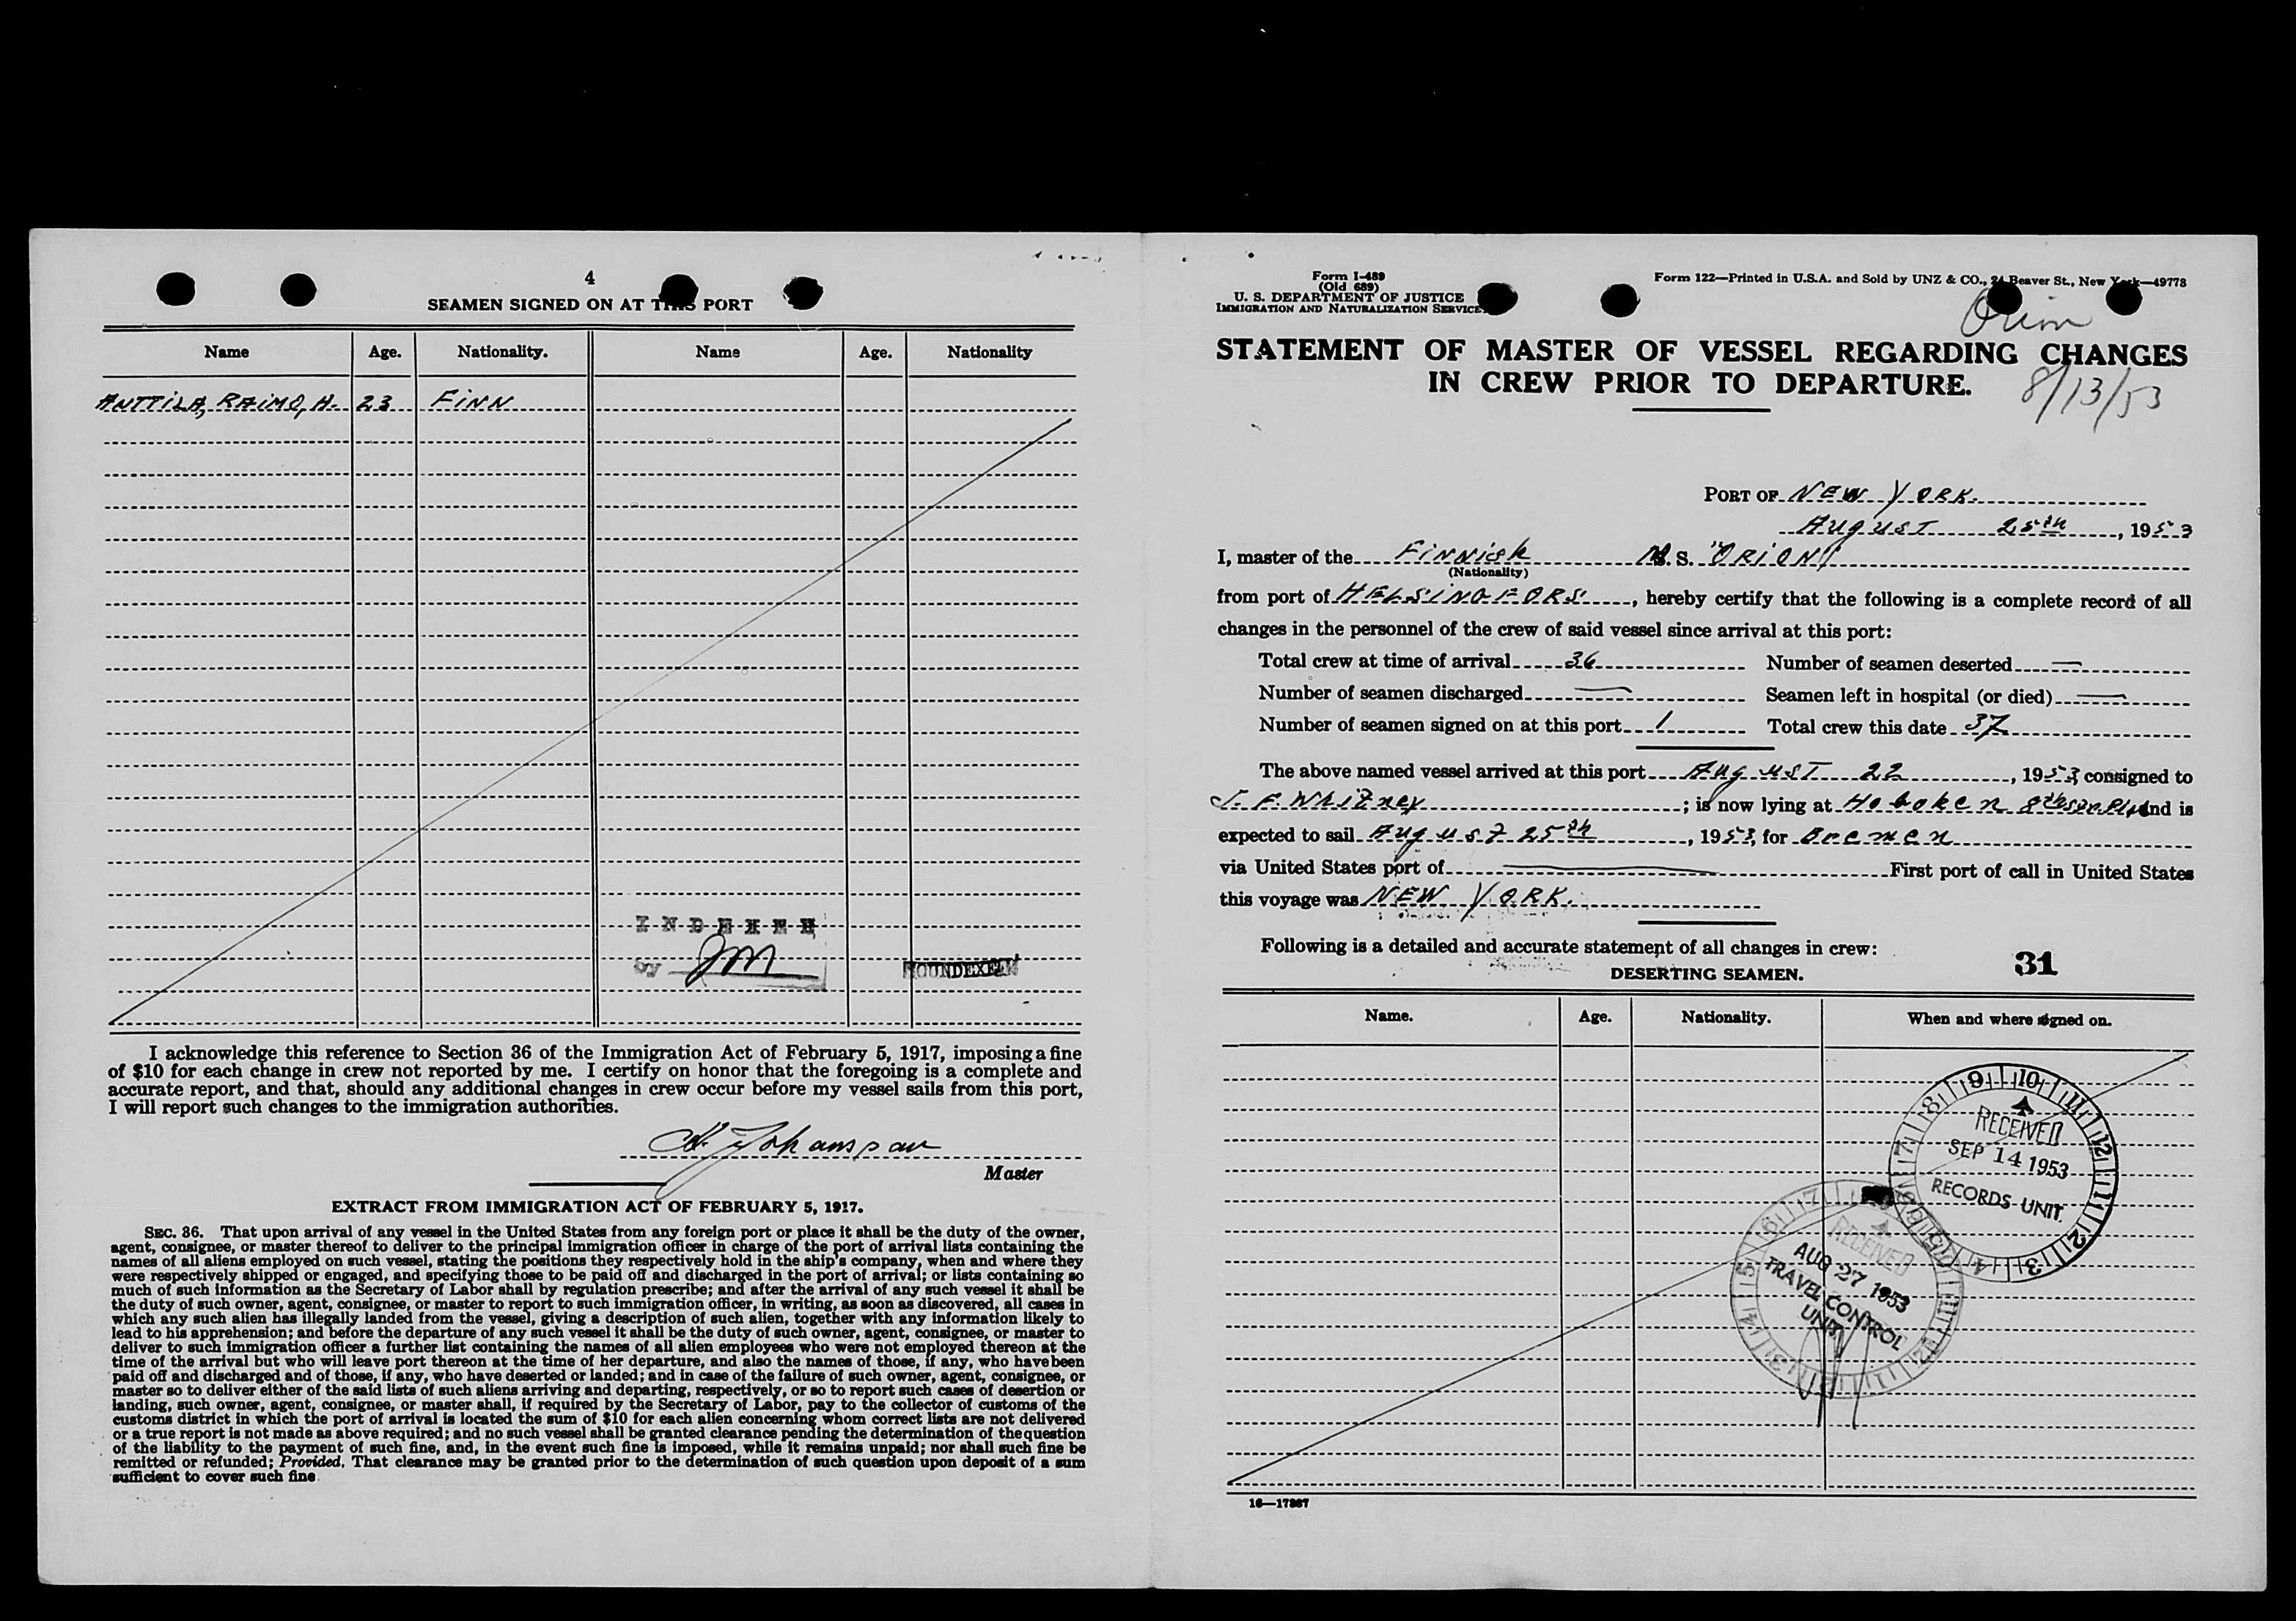 4
SEAMEN SIGNED ON AT THIS PORT
Name Age. Nationality. Name Age. Nationality
ANTTILA, RAIMO, H. 23 FINN
INDEXED
by JM
I acknowledge this reference to Section 36 of the Immigration Act of February 5, 1917, imposing a fine
of $10 for each change in crew not reported by me. I certify on honor that the foregoing is a complete and
accurate report, and that, should any additional changes in crew occur before my vessel sails from this port,
I will report such changes to the immigration authorities.
Master
EXTRACT FROM IMMIGRATION ACT OF FEBRUARY 5, 1917.
SEC. 36. That upon arrival of any vessel in the United States from any foreign port or place it shall be the duty of the owner,
agent, consignee, or master thereof to deliver to the principal immigration officer in charge of the port of arrival lists containing the
names of all aliens employed on such vessel, stating the positions they respectively hold in the ship's company, when and where they
were respectively shipped or engaged, and specifying those to be paid off and discharged in the port of arrival; or lists containing so
much of such information as the Secretary of Labor shall by regulation prescribe; and after the arrival of any such vessel it shall be
the duty of such owner, agent, consignee, or master to report to such immigration officer, in writing, as soon as discovered, all cases in
which any such alien has illegally landed from the vessel, giving a description of such alien, together with any information likely to
lead to his apprehension; and before the departure of any such vessel it shall be the duty of such owner, agent, consignee, or master to
deliver to such immigration officer a further list containing the names of all alien employees who were not employed thereon at the
time of the arrival but who will leave port thereon at the time of her departure, and also the names of those, if any, who have been
paid off and discharged and of those, if any, who have deserted or landed; and in case of the failure of such owner, agent, consignee, or
master so to deliver either of the said lists of such aliens arriving and departing, respectively, or so to report such cases of desertion or
landing, such owner, agent, consignee, or master shall, if required by the Secretary of Labor, pay to the collector of customs of the
customs district in which the port of arrival is located the sum of $10 for each alien concerning whom correct lists are not delivered
or a true report is not made as above required; and no such vessel shall be granted clearance pending the determination of the question
of the liability to the payment of such fine, and, in the event such fine is imposed, while it remains unpaid; nor shall such fine be
remitted or refunded; Provided, That clearance may be granted prior to the determination of such question upon deposit of a sum
sufficient to cover such fine.
Form I-489
(Old 689)
U. S. DEPARTMENT OF JUSTICE
IMMIGRATION AND NATURALIZATION SERVICE
Form 122—Printed in U.S.A. and Sold by UNZ & CO., 24 Beaver St., New York—49778
Orion
STATEMENT OF MASTER OF VESSEL REGARDING CHANGES
IN CREW PRIOR TO DEPARTURE.
8/13/53
PORT OF NEW YORK.
August 25th, 1953
I, master of the Finnish M. S. "ORION"
(Nationality)
from port of HELSINGFORS, hereby certify that the following is a complete record of all
changes in the personnel of the crew of said vessel since arrival at this port:
Total crew at time of arrival 36 Number of seamen deserted —
Number of seamen discharged — Seamen left in hospital (or died) —
Number of seamen signed on at this port 1 Total crew this date 37
The above named vessel arrived at this port August 22, 1953, consigned to
J. F. Whitney; is now lying at Hoboken 8th and is
expected to sail August 25th, 1953, for Bremen
via United States port of — First port of call in United States
this voyage was NEW YORK.
Following is a detailed and accurate statement of all changes in crew:
DESERTING SEAMEN.
31
Name. Age. Nationality. When and where signed on.
RECEIVED
SEP 14 1953
RECORDS UNIT
RECEIVED
AUG 27 1953
TRAVEL CONTROL
UNIT
16—17867